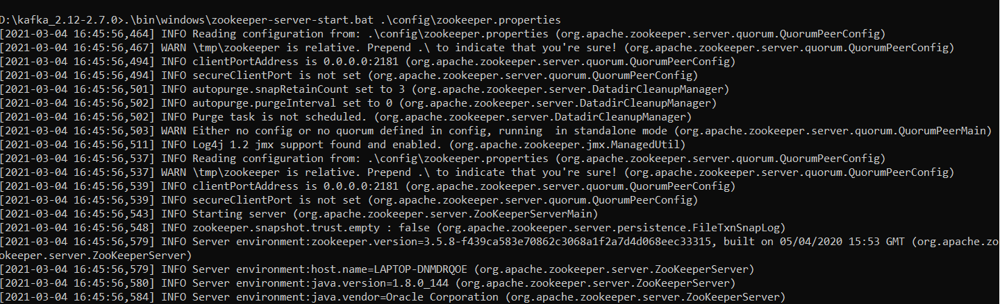 D:\kafka_2.12-2.7.0>.\bin\windows\zookeeper-server-start.bat .\config\zookeeper.properties
[2021-03-04 16:45:56,464] INFO Reading configuration from: .\config\zookeeper.properties (org.apache.zookeeper.server.quorum.QuorumPeerConfig)
[2021-03-04 16:45:56,467] WARN \tmp\zookeeper is relative. Prepend .\ to indicate that you're sure! (org.apache.zookeeper.server.quorum.QuorumPeerConfig)
[2021-03-04 16:45:56,494] INFO clientPortAddress is 0.0.0.0:2181 (org.apache.zookeeper.server.quorum.QuorumPeerConfig)
[2021-03-04 16:45:56,494] INFO secureClientPort is not set (org.apache.zookeeper.server.quorum.QuorumPeerConfig)
[2021-03-04 16:45:56,501] INFO autopurge.snapRetainCount set to 3 (org.apache.zookeeper.server.DatadirCleanupManager)
[2021-03-04 16:45:56,502] INFO autopurge.purgeInterval set to 0 (org.apache.zookeeper.server.DatadirCleanupManager)
[2021-03-04 16:45:56,502] INFO Purge task is not scheduled. (org.apache.zookeeper.server.DatadirCleanupManager)
[2021-03-04 16:45:56,503] WARN Either no config or no quorum defined in config, running  in standalone mode (org.apache.zookeeper.server.quorum.QuorumPeerMain)
[2021-03-04 16:45:56,511] INFO Log4j 1.2 jmx support found and enabled. (org.apache.zookeeper.jmx.ManagedUtil)
[2021-03-04 16:45:56,537] INFO Reading configuration from: .\config\zookeeper.properties (org.apache.zookeeper.server.quorum.QuorumPeerConfig)
[2021-03-04 16:45:56,537] WARN \tmp\zookeeper is relative. Prepend .\ to indicate that you're sure! (org.apache.zookeeper.server.quorum.QuorumPeerConfig)
[2021-03-04 16:45:56,539] INFO clientPortAddress is 0.0.0.0:2181 (org.apache.zookeeper.server.quorum.QuorumPeerConfig)
[2021-03-04 16:45:56,539] INFO secureClientPort is not set (org.apache.zookeeper.server.quorum.QuorumPeerConfig)
[2021-03-04 16:45:56,543] INFO Starting server (org.apache.zookeeper.server.ZooKeeperServerMain)
[2021-03-04 16:45:56,548] INFO zookeeper.snapshot.trust.empty : false (org.apache.zookeeper.server.persistence.FileTxnSnapLog)
[2021-03-04 16:45:56,579] INFO Server environment:zookeeper.version=3.5.8-f439ca583e70862c3068a1f2a7d4d068eec33315, built on 05/04/2020 15:53 GMT (org.apache.zo
okeeper.server.ZooKeeperServer)
[2021-03-04 16:45:56,579] INFO Server environment:host.name=LAPTOP-DNMDRQOE (org.apache.zookeeper.server.ZooKeeperServer)
[2021-03-04 16:45:56,580] INFO Server environment:java.version=1.8.0_144 (org.apache.zookeeper.server.ZooKeeperServer)
[2021-03-04 16:45:56,584] INFO Server environment:java.vendor=Oracle Corporation (org.apache.zookeeper.server.ZooKeeperServer)